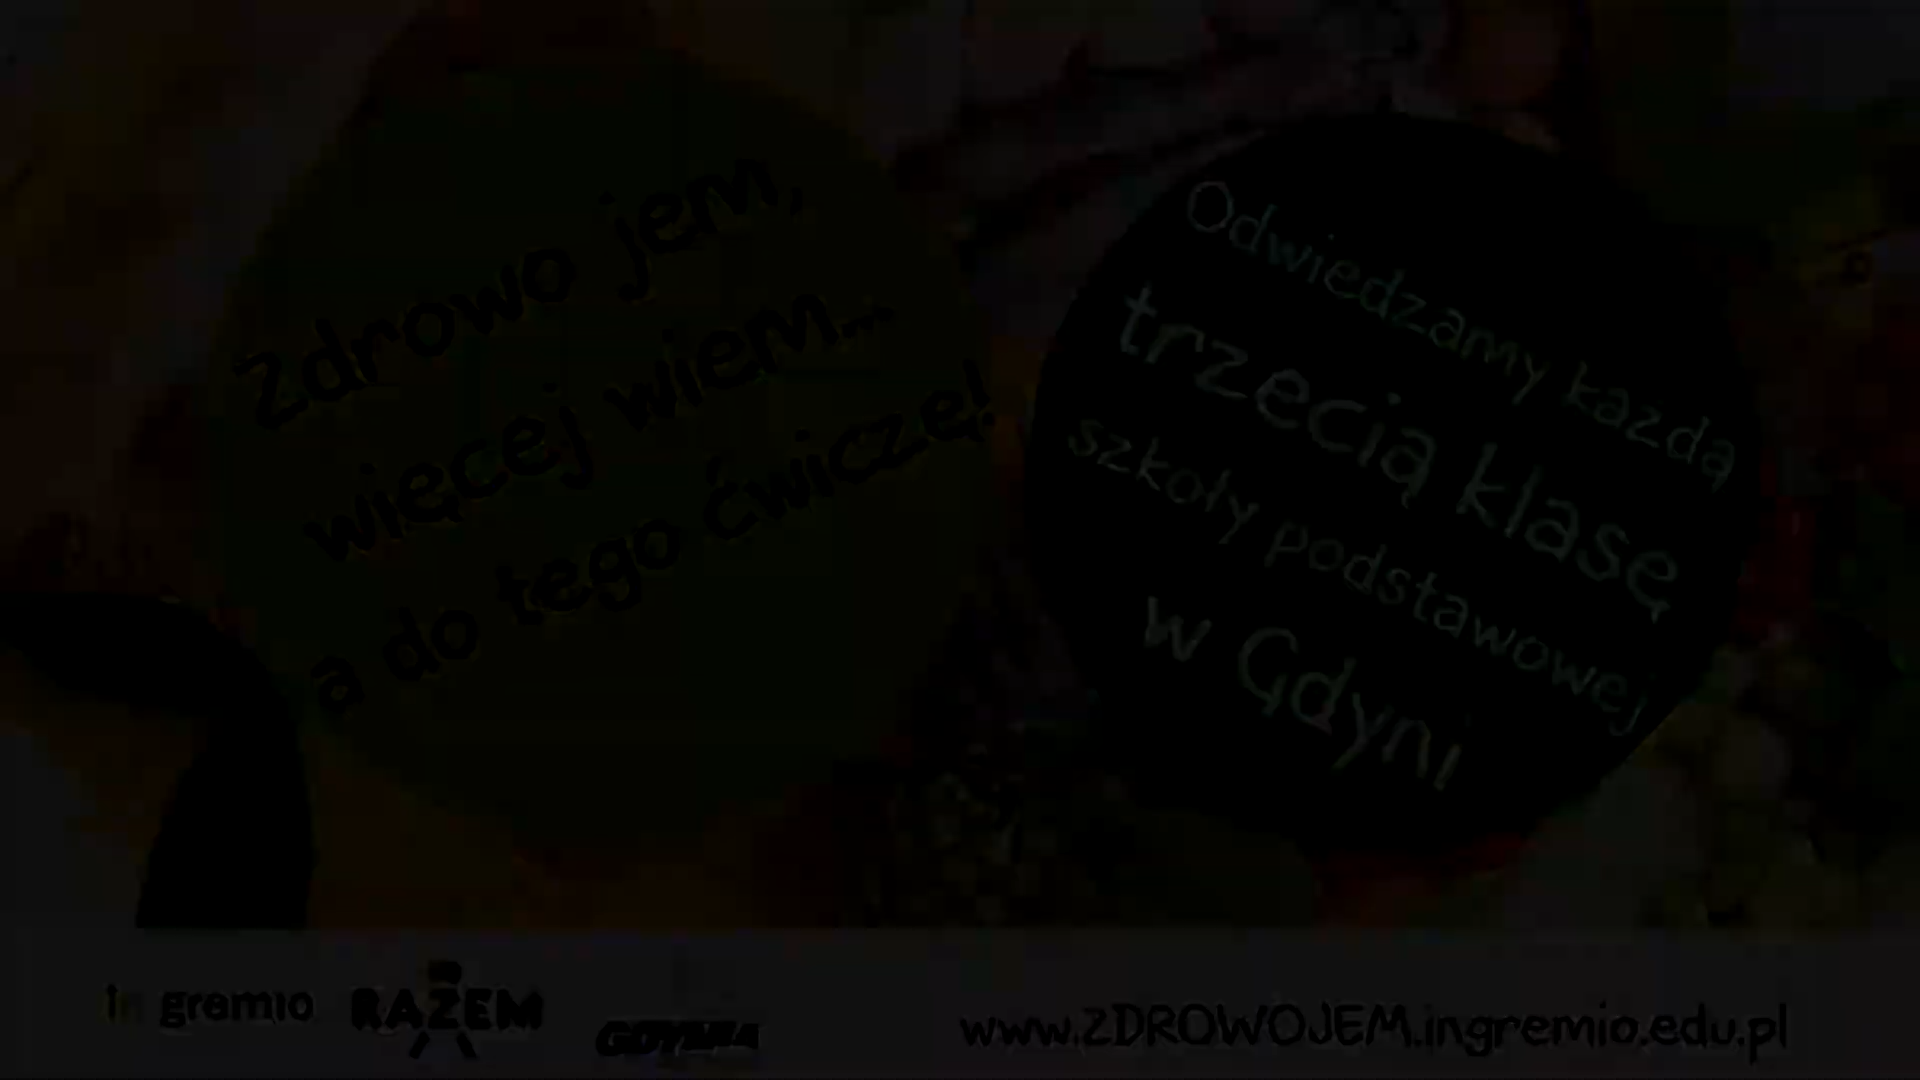 Zdrowo jem,
więcej wiem...
a do tego ćwiczę!
Odwiedzamy każdą
trzecią klasę
szkoły podstawowej
w Gdyni
in gremio
RAZEM
GDYNIA
www.ZDROWOJEM.ingremio.edu.pl